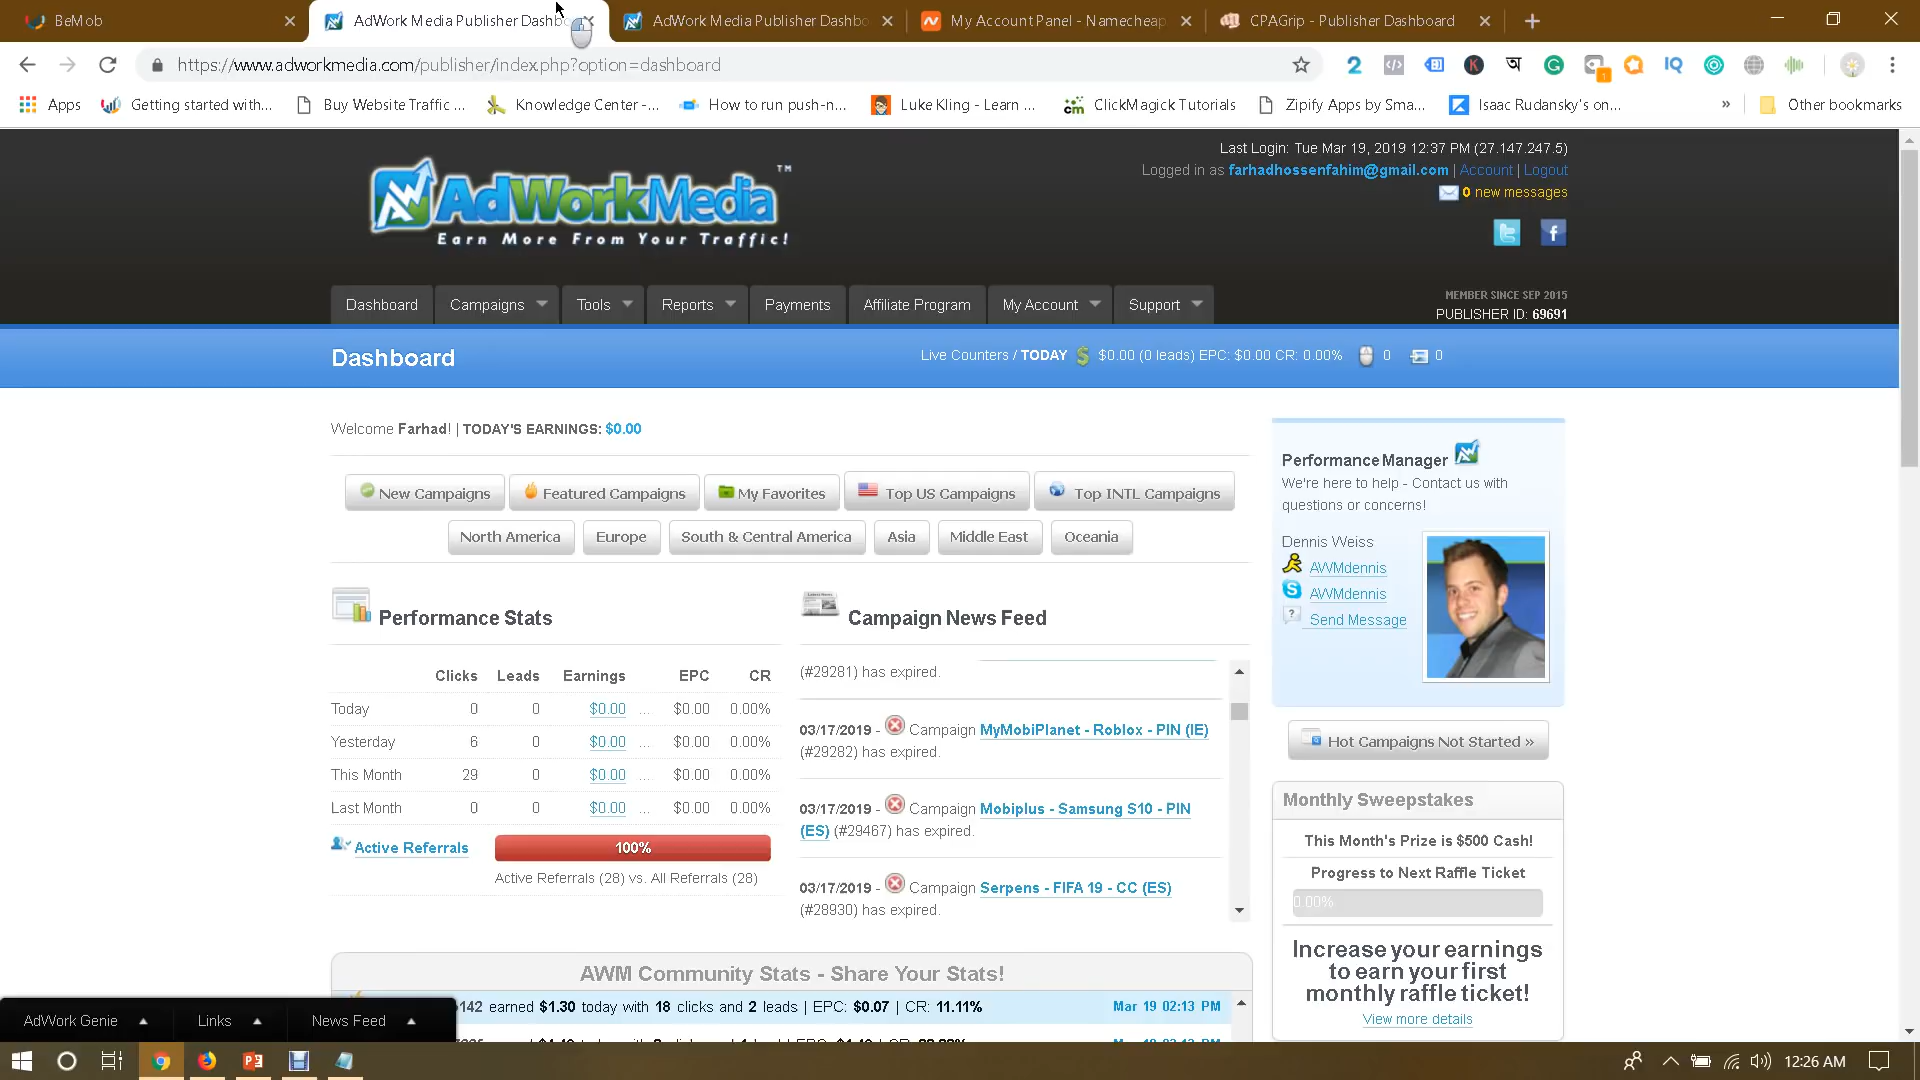 BeMob
AdWork Media Publisher Dashb
AdWork Media Publisher Dashbo
My Account Panel - Namecheap
CPAGrip - Publisher Dashboard
https://www.adworkmedia.com/publisher/index.php?option=dashboard
Apps
Getting started with...
Buy Website Traffic ...
Knowledge Center -...
How to run push-n...
Luke Kling - Learn ...
ClickMagick Tutorials
Zipify Apps by Sma...
Isaac Rudansky's on...
»
Other bookmarks
Last Login: Tue Mar 19, 2019 12:37 PM (27.147.247.5)
Logged in as farhadhossenfahim@gmail.com | Account | Logout
0 new messages
AdWorkMedia™
Earn More From Your Traffic!
Dashboard
Campaigns
Tools
Reports
Payments
Affiliate Program
My Account
Support
MEMBER SINCE SEP 2015
PUBLISHER ID: 69691
Dashboard
Live Counters / TODAY $0.00 (0 leads) EPC: $0.00 CR: 0.00% 0 0
Welcome Farhad! | TODAY'S EARNINGS: $0.00
New Campaigns
Featured Campaigns
My Favorites
Top US Campaigns
Top INTL Campaigns
North America
Europe
South & Central America
Asia
Middle East
Oceania
Performance Stats
Clicks Leads Earnings EPC CR
Today 0 0 $0.00 ... $0.00 0.00%
Yesterday 6 0 $0.00 ... $0.00 0.00%
This Month 29 0 $0.00 ... $0.00 0.00%
Last Month 0 0 $0.00 ... $0.00 0.00%
Active Referrals
100%
Active Referrals (28) vs. All Referrals (28)
Campaign News Feed
(#29281) has expired.
03/17/2019 - Campaign MyMobiPlanet - Roblox - PIN (IE)
(#29282) has expired.
03/17/2019 - Campaign Mobiplus - Samsung S10 - PIN
(ES) (#29467) has expired.
03/17/2019 - Campaign Serpens - FIFA 19 - CC (ES)
(#28930) has expired.
Performance Manager
We're here to help - Contact us with
questions or concerns!
Dennis Weiss
AWMdennis
AWMdennis
Send Message
Hot Campaigns Not Started »
Monthly Sweepstakes
This Month's Prize is $500 Cash!
Progress to Next Raffle Ticket
0.00%
Increase your earnings
to earn your first
monthly raffle ticket!
View more details
AWM Community Stats - Share Your Stats!
142 earned $1.30 today with 18 clicks and 2 leads | EPC: $0.07 | CR: 11.11%
Mar 19 02:13 PM
AdWork Genie
Links
News Feed
12:26 AM